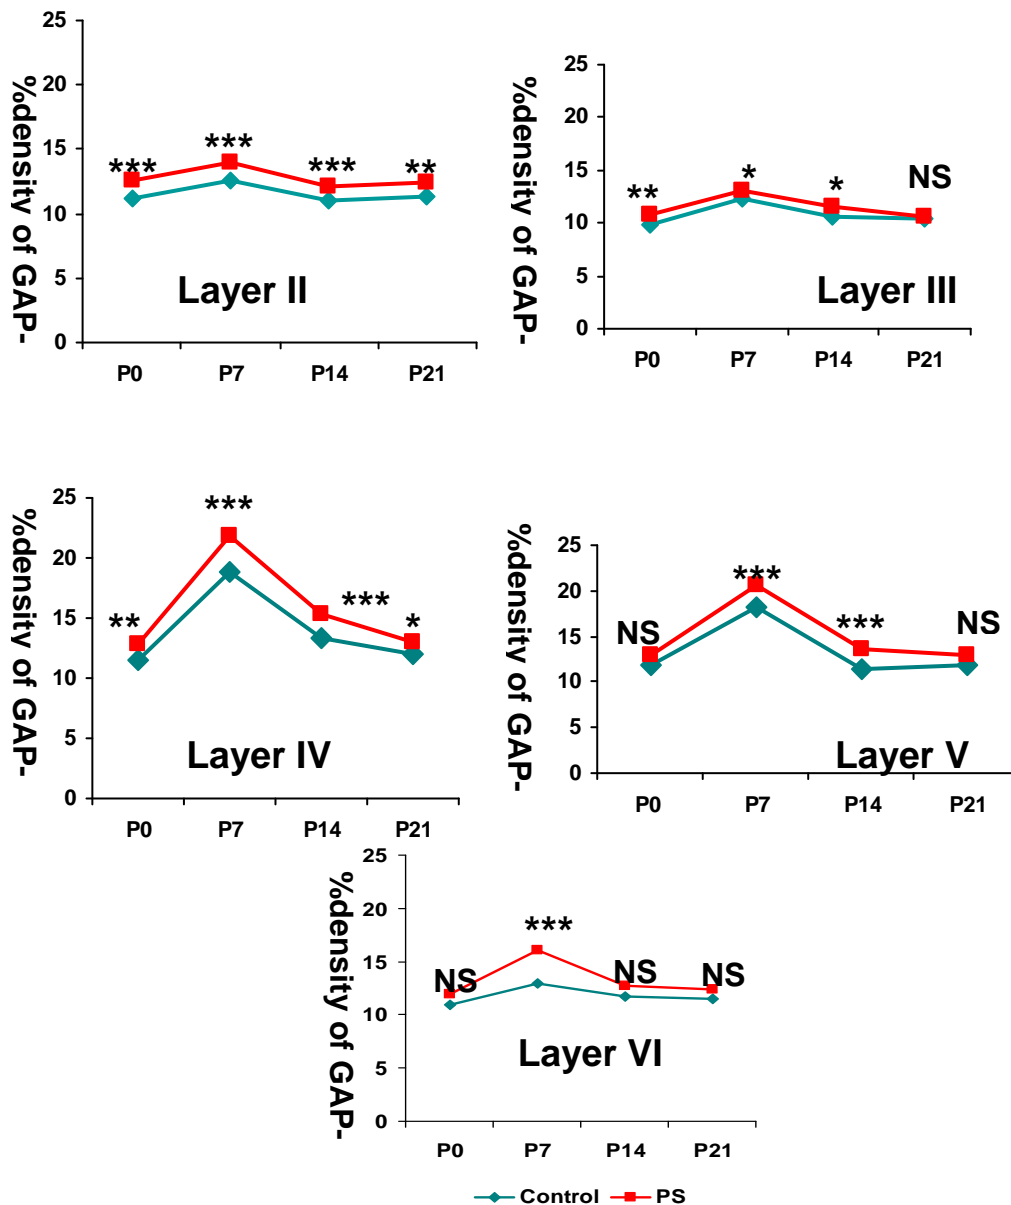 %density of GAP-
25
20
15
10
5
0
***
***
***
**
Layer II
P0 P7 P14 P21
%density of GAP-
25
20
15
10
5
0
**
*
*
NS
Layer III
P0 P7 P14 P21
%density of GAP-
25
20
15
10
5
0
**
***
***
*
Layer IV
P0 P7 P14 P21
%density of GAP-
25
20
15
10
5
0
NS
***
***
NS
Layer V
P0 P7 P14 P21
%density of GAP-
25
20
15
10
5
0
NS
***
NS
NS
Layer VI
P0 P7 P14 P21
Control PS